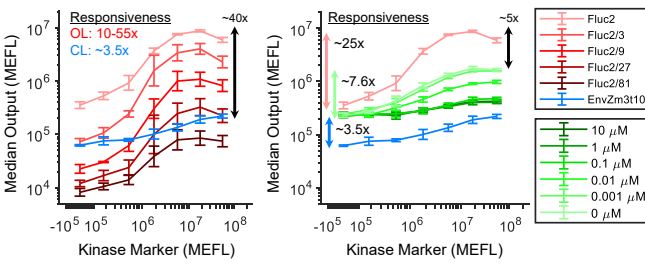 Responsiveness
OL: 10-55x
CL: ~3.5x
~40x
10⁷
10⁶
10⁵
10⁴
Median Output (MEFL)
-10⁵ 10⁵ 10⁶ 10⁷ 10⁸
Kinase Marker (MEFL)
Responsiveness
~5x
~25x
~7.6x
~3.5x
10⁷
10⁶
10⁵
10⁴
Median Output (MEFL)
-10⁵ 10⁵ 10⁶ 10⁷ 10⁸
Kinase Marker (MEFL)
Fluc2
Fluc2/3
Fluc2/9
Fluc2/27
Fluc2/81
EnvZm3t10
10 μM
1 μM
0.1 μM
0.01 μM
0.001 μM
0 μM